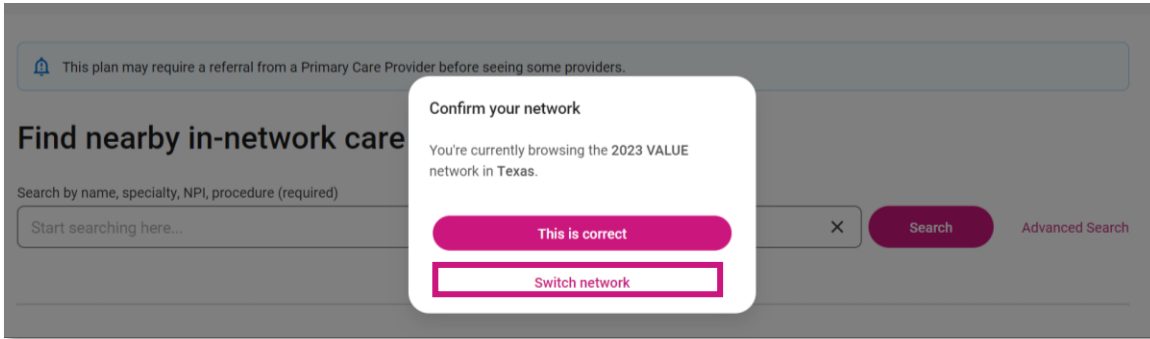 This plan may require a referral from a Primary Care Provider before seeing some providers.
Confirm your network
Find nearby in-network care
You're currently browsing the 2023 VALUE
network in Texas.
Search by name, specialty, NPI, procedure (required)
Start searching here...
This is correct
Search
Advanced Search
Switch network